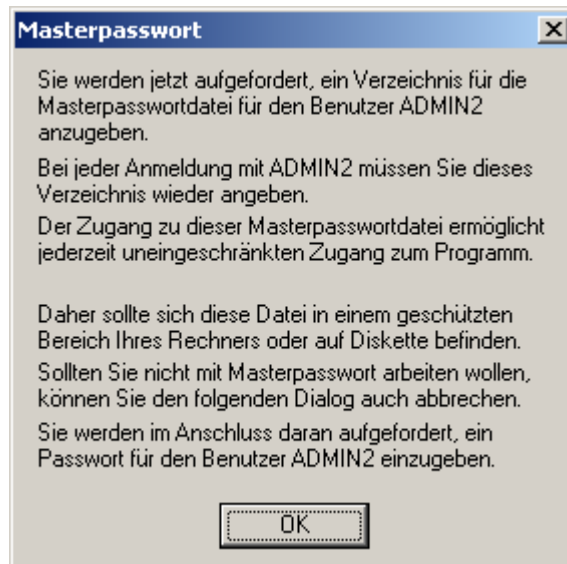 Masterpasswort
Sie werden jetzt aufgefordert, ein Verzeichnis für die
Masterpasswortdatei für den Benutzer ADMIN2
anzugeben.
Bei jeder Anmeldung mit ADMIN2 müssen Sie dieses
Verzeichnis wieder angeben.
Der Zugang zu dieser Masterpasswortdatei ermöglicht
jederzeit uneingeschränkten Zugang zum Programm.
Daher sollte sich diese Datei in einem geschützten
Bereich Ihres Rechners oder auf Diskette befinden.
Sollten Sie nicht mit Masterpasswort arbeiten wollen,
können Sie den folgenden Dialog auch abbrechen.
Sie werden im Anschluss daran aufgefordert, ein
Passwort für den Benutzer ADMIN2 einzugeben.
OK